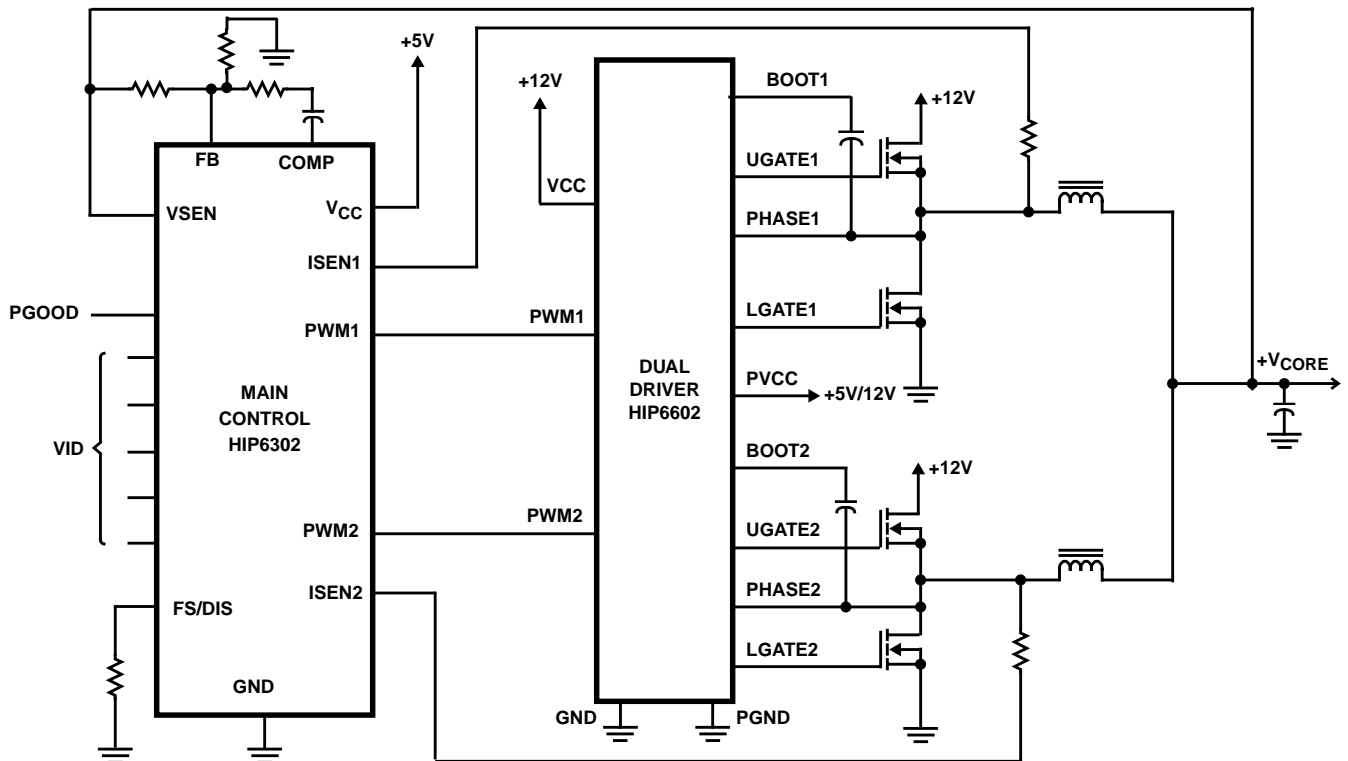 +5V
+12V
BOOT1
+12V
FB
COMP
UGATE1
VCC
VSEN
VCC
PHASE1
ISEN1
PGOOD
PWM1
PWM1
LGATE1
DUAL
DRIVER
HIP6602
PVCC
+5V/12V
+VCORE
MAIN
CONTROL
HIP6302
VID
BOOT2
+12V
PWM2
PWM2
UGATE2
ISEN2
PHASE2
FS/DIS
LGATE2
GND
GND
PGND